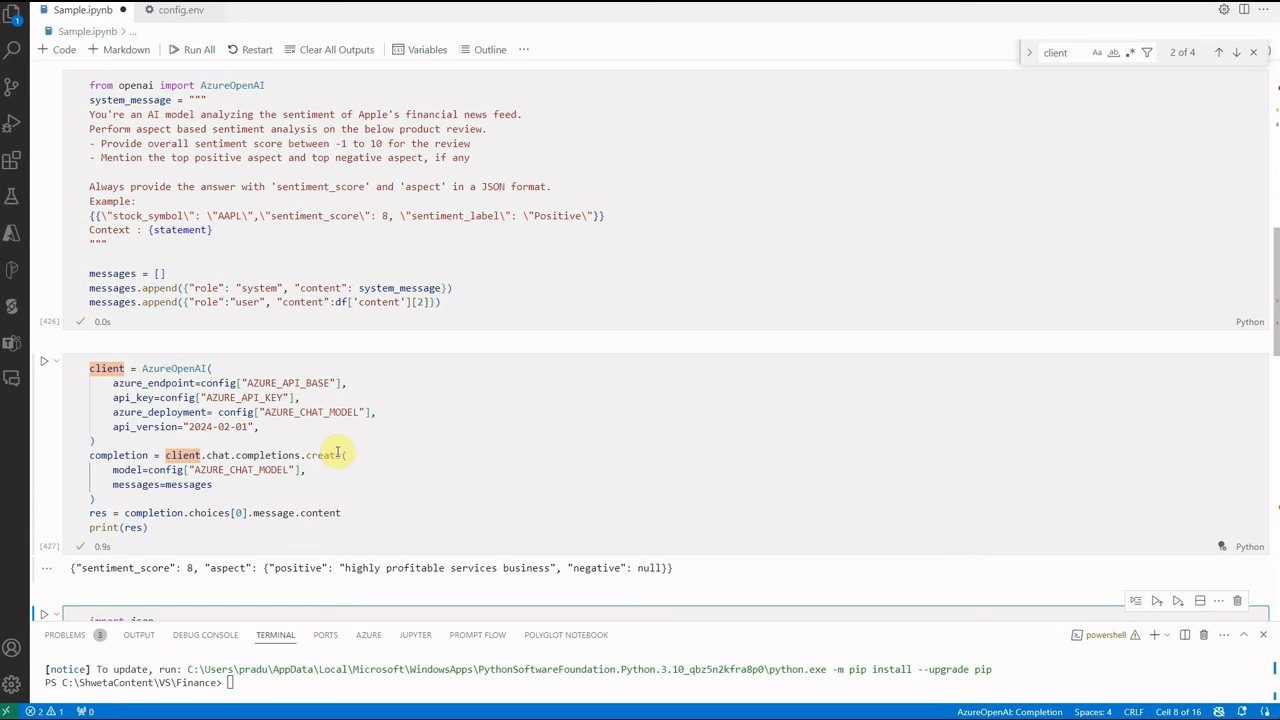 Sample.ipynb ● config.env
Sample.ipynb > ...
+ Code + Markdown Run All Restart Clear All Outputs Variables Outline ...
client Aa ab .* 2 of 4
from openai import AzureOpenAI
system_message = """
You're an AI model analyzing the sentiment of Apple's financial news feed.
Perform aspect based sentiment analysis on the below product review.
- Provide overall sentiment score between -1 to 10 for the review
- Mention the top positive aspect and top negative aspect, if any
Always provide the answer with 'sentiment_score' and 'aspect' in a JSON format.
Example:
{{\"stock_symbol\": \"AAPL\",\"sentiment_score\": 8, \"sentiment_label\": \"Positive\"}}
Context : {statement}
"""
messages = []
messages.append({"role": "system", "content": system_message})
messages.append({"role":"user", "content":df['content'][2]})
[426] ✓ 0.0s Python
client = AzureOpenAI(
azure_endpoint=config["AZURE_API_BASE"],
api_key=config["AZURE_API_KEY"],
azure_deployment= config["AZURE_CHAT_MODEL"],
api_version="2024-02-01",
)
completion = client.chat.completions.create(
model=config["AZURE_CHAT_MODEL"],
messages=messages
)
res = completion.choices[0].message.content
print(res)
[427] ✓ 0.9s Python
... {"sentiment_score": 8, "aspect": {"positive": "highly profitable services business", "negative": null}}
import json
PROBLEMS 3 OUTPUT DEBUG CONSOLE TERMINAL PORTS AZURE JUPYTER PROMPT FLOW POLYGLOT NOTEBOOK powershell
[notice] To update, run: C:\Users\pradu\AppData\Local\Microsoft\WindowsApps\PythonSoftwareFoundation.Python.3.10_qbz5n2kfra8p0\python.exe -m pip install --upgrade pip
PS C:\ShwetaContent\VS\Finance>
2 1 0 AzureOpenAI: Completion Spaces: 4 CRLF Cell 8 of 16